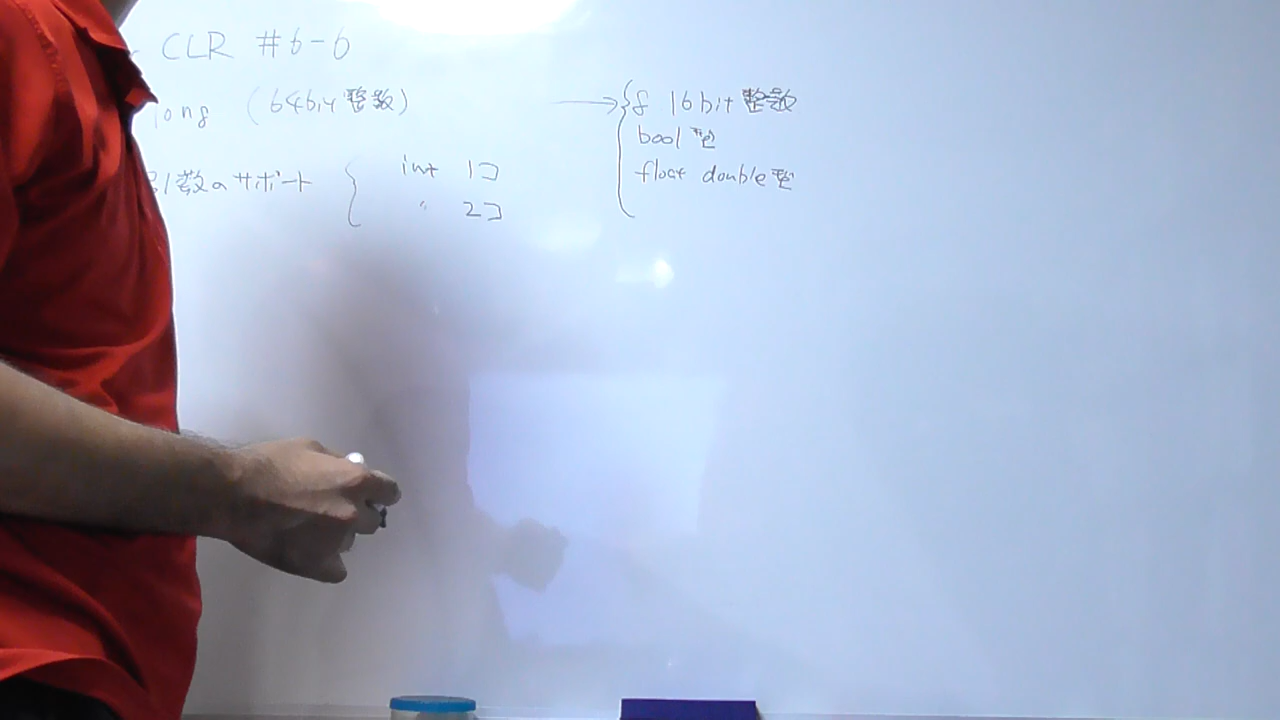 CLR #6-6
long (64bit 整数) → { 8 16bit 整数
bool 型
float double 型
引数のサポート { int 1コ
〃 2コ